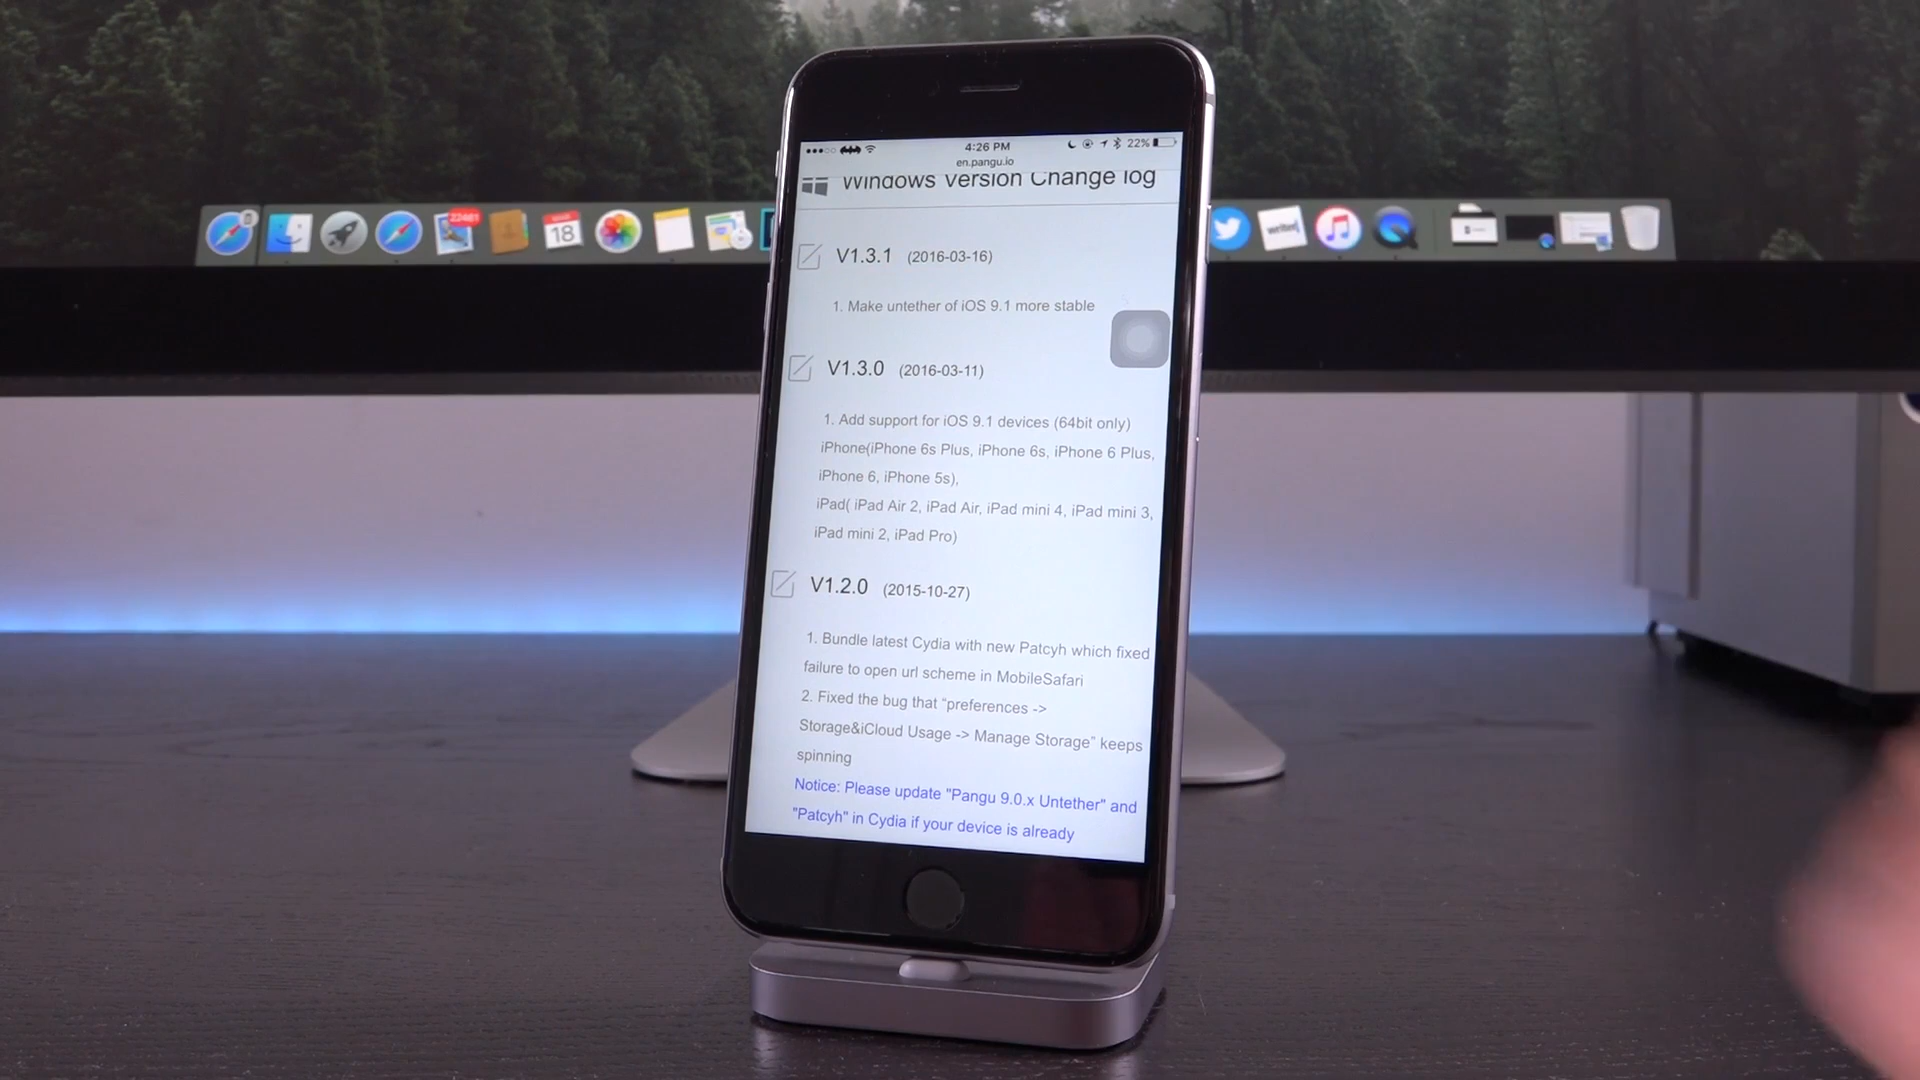 4:26 PM
22%
en.pangu.io
Windows Version Change log
22461
18
V1.3.1 (2016-03-16)
1. Make untether of iOS 9.1 more stable
V1.3.0 (2016-03-11)
1. Add support for iOS 9.1 devices (64bit only)
iPhone(iPhone 6s Plus, iPhone 6s, iPhone 6 Plus,
iPhone 6, iPhone 5s),
iPad( iPad Air 2, iPad Air, iPad mini 4, iPad mini 3,
iPad mini 2, iPad Pro)
V1.2.0 (2015-10-27)
1. Bundle latest Cydia with new Patcyh which fixed
failure to open url scheme in MobileSafari
2. Fixed the bug that “preferences ->
Storage&iCloud Usage -> Manage Storage” keeps
spinning
Notice: Please update "Pangu 9.0.x Untether" and
"Patcyh" in Cydia if your device is already